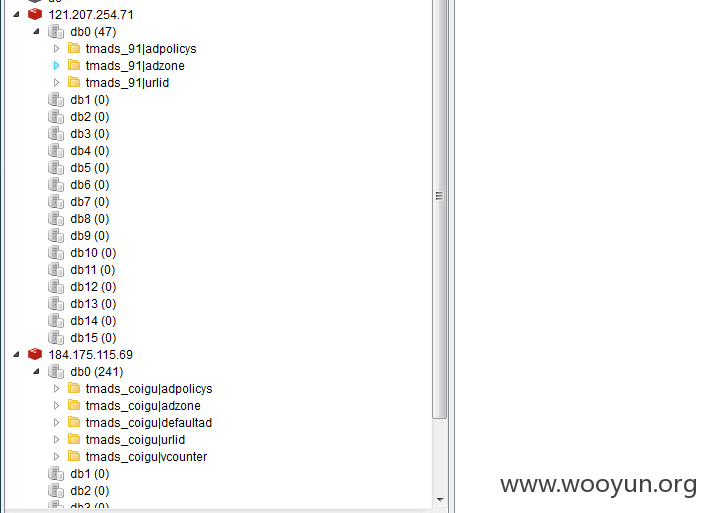 121.207.254.71
db0 (47)
tmads_91|adpolicys
tmads_91|adzone
tmads_91|urlid
db1 (0)
db2 (0)
db3 (0)
db4 (0)
db5 (0)
db6 (0)
db7 (0)
db8 (0)
db9 (0)
db10 (0)
db11 (0)
db12 (0)
db13 (0)
db14 (0)
db15 (0)
184.175.115.69
db0 (241)
tmads_coigu|adpolicys
tmads_coigu|adzone
tmads_coigu|defaultad
tmads_coigu|urlid
tmads_coigu|vcounter
db1 (0)
db2 (0)
www.wooyun.org